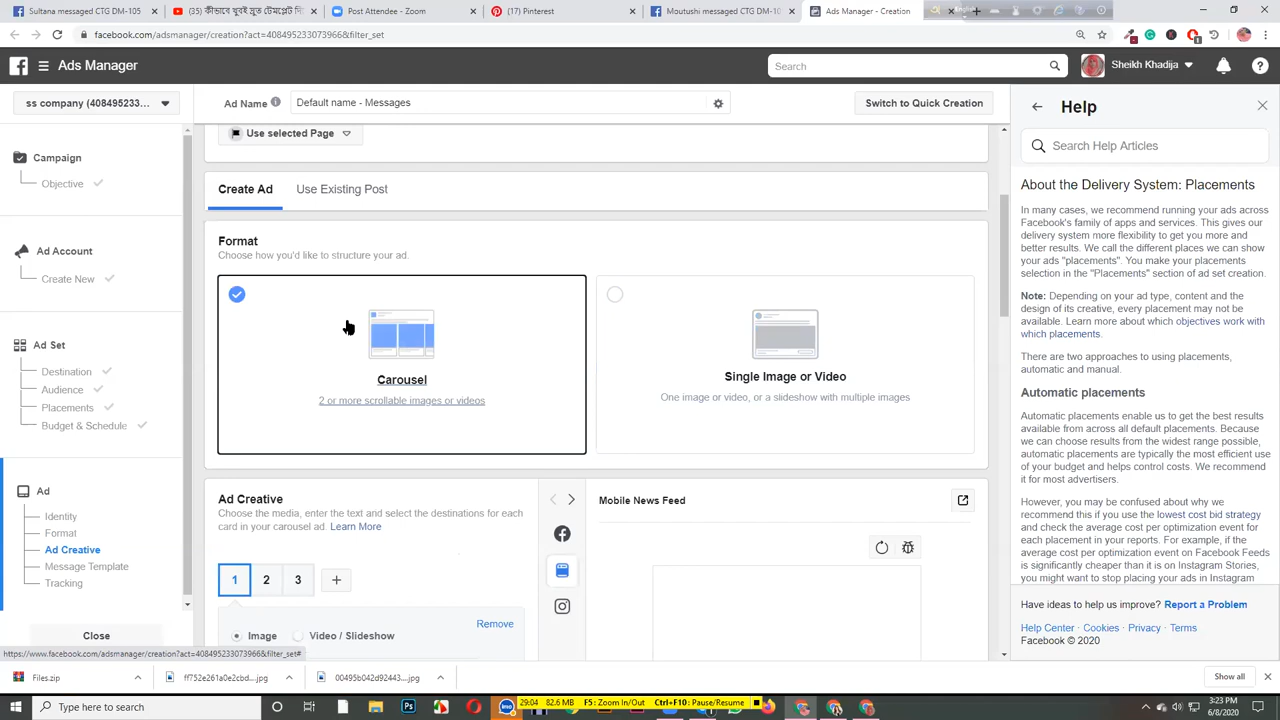 Sultana messaged CTG DM-105
(35) কীভাবে খুব দ্রুত টেমপ্লেট
Post Attendee - Zoom
(17) Pinterest
Moutushi messaged CTG DM-10
Ads Manager - Creation
facebook.com/adsmanager/creation?act=408495233073966&filter_set
Ads Manager
Search
Sheikh Khadija
ss company (408495233...
Ad Name
Default name - Messages
Switch to Quick Creation
Help
Use selected Page
Search Help Articles
Campaign
Objective
Ad Account
Create New
Ad Set
Destination
Audience
Placements
Budget & Schedule
Ad
Identity
Format
Ad Creative
Message Template
Tracking
Close
Create Ad
Use Existing Post
Format
Choose how you'd like to structure your ad.
Carousel
2 or more scrollable images or videos
Single Image or Video
One image or video, or a slideshow with multiple images
Ad Creative
Choose the media, enter the text and select the destinations for each
card in your carousel ad. Learn More
1 2 3 +
Remove
Image
Video / Slideshow
Mobile News Feed
About the Delivery System: Placements
In many cases, we recommend running your ads across
Facebook's family of apps and services. This gives our
delivery system more flexibility to get you more and
better results. We call the different places we can show
your ads "placements". You make your placements
selection in the "Placements" section of ad set creation.
Note: Depending on your ad type, content and the
design of its creative, every placement may not be
available. Learn more about which objectives work with
which placements.
There are two approaches to using placements,
automatic and manual.
Automatic placements
Automatic placements enable us to get the best results
available from across all default placements. Because
we can choose results from the widest range possible,
automatic placements are typically the most efficient use
of your budget and helps control costs. We recommend
it for most advertisers.
However, you may be confused about why we
recommend this if you use the lowest cost bid strategy
and check the average cost per optimization event for
each placement in your reports. For example, if the
average cost per optimization event on Facebook Feeds
is significantly cheaper than it is on Instagram Stories,
you might want to stop placing your ads in Instagram
Have ideas to help us improve? Report a Problem
Help Center · Cookies · Privacy · Terms
Facebook © 2020
https://www.facebook.com/adsmanager/creation?act=408495233073966&filter_set#
Files.zip
ff752e261a0e2cbd....jpg
00495b042d92443....jpg
Show all
Type here to search
imo
29:04
82.6 MB
F5: Zoom In/Out
Ctrl+F10: Pause/Resume
3:23 PM
6/8/2020